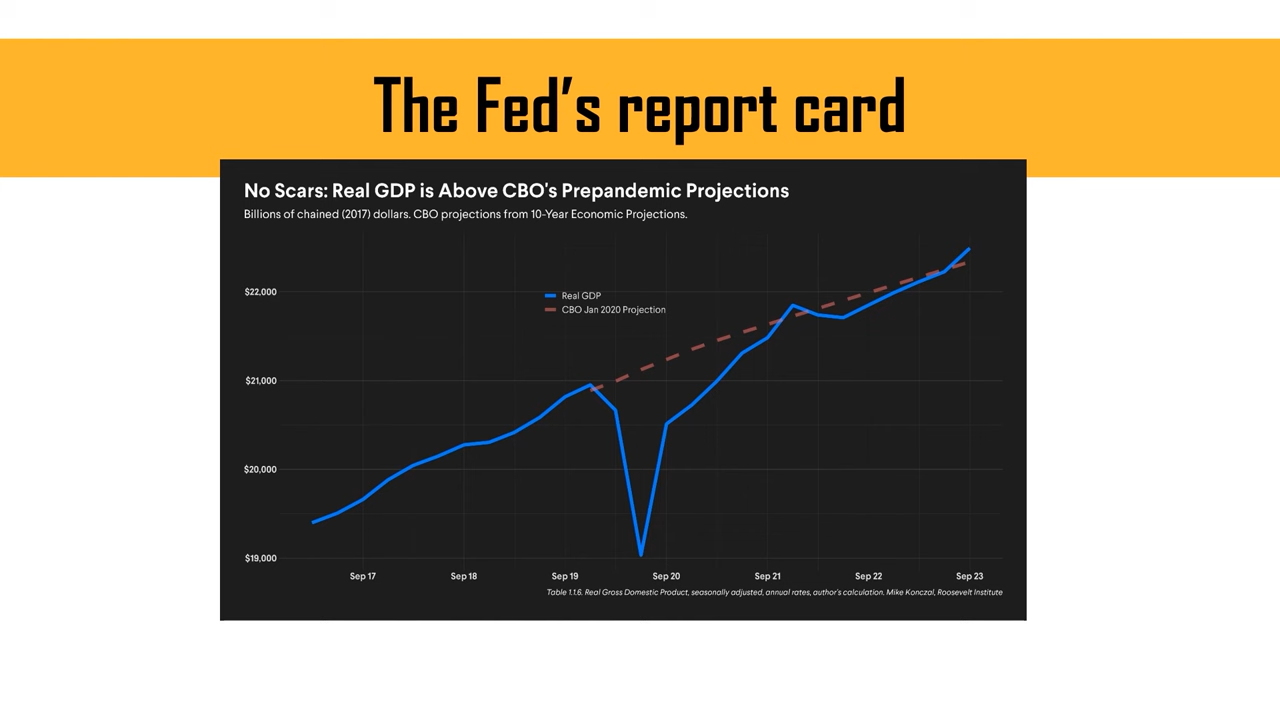 The Fed's report card
No Scars: Real GDP is Above CBO's Prepandemic Projections
Billions of chained (2017) dollars. CBO projections from 10-Year Economic Projections.
Real GDP
CBO Jan 2020 Projection
$22,000
$21,000
$20,000
$19,000
Sep 17 Sep 18 Sep 19 Sep 20 Sep 21 Sep 22 Sep 23
Table 1.1.6. Real Gross Domestic Product, seasonally adjusted, annual rates, author's calculation. Mike Konczal, Roosevelt Institute